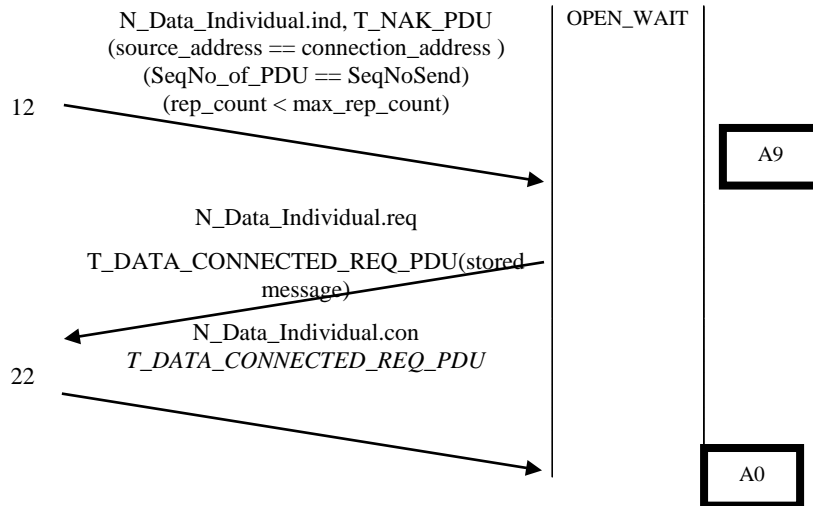 N_Data_Individual.ind, T_NAK_PDU
OPEN_WAIT
(source_address == connection_address )
(SeqNo_of_PDU == SeqNoSend)
(rep_count < max_rep_count)
12
A9
N_Data_Individual.req
T_DATA_CONNECTED_REQ_PDU(stored
message)
N_Data_Individual.con
T_DATA_CONNECTED_REQ_PDU
22
A0